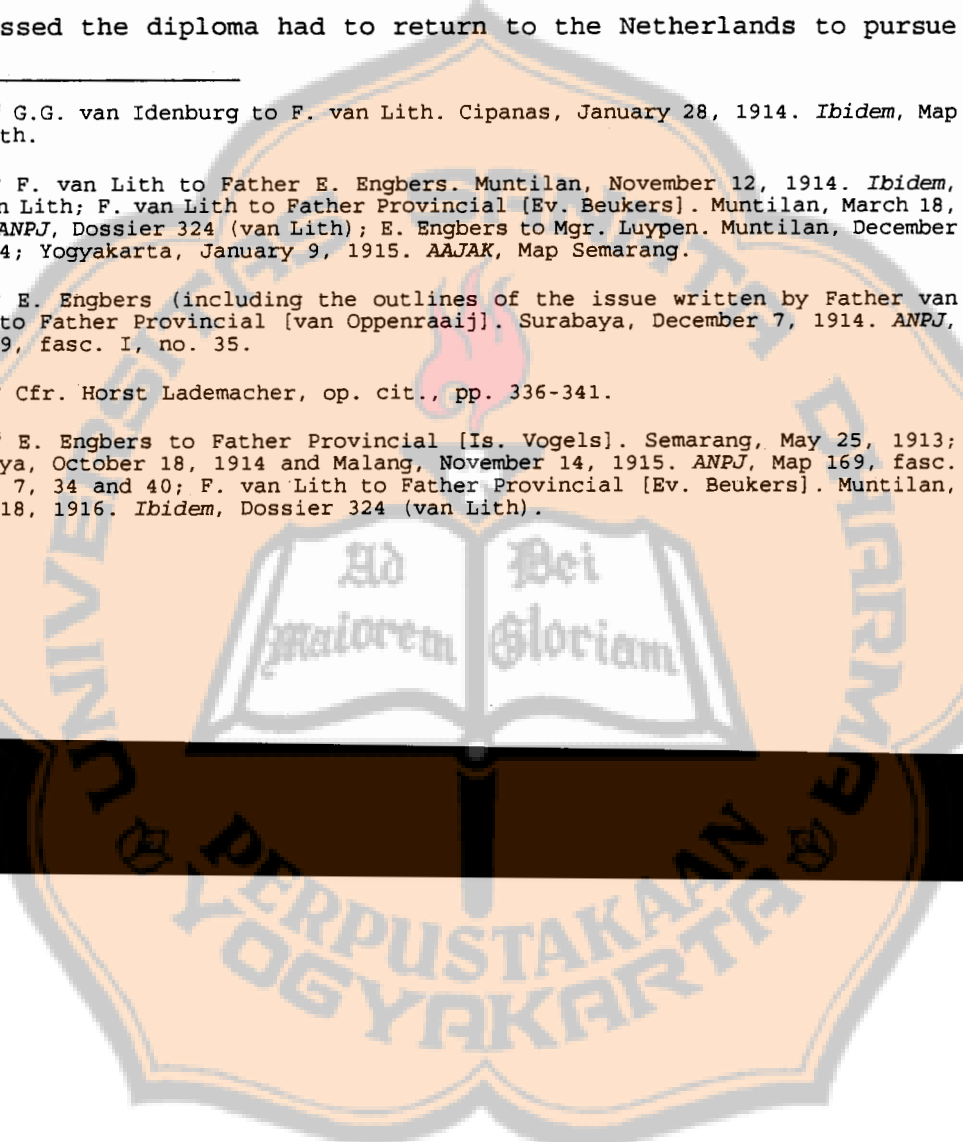 ssed the diploma had to return to the Netherlands to pursue
G.G. van Idenburg to F. van Lith. Cipanas, January 28, 1914. Ibidem, Map
th.
F. van Lith to Father E. Engbers. Muntilan, November 12, 1914. Ibidem,
n Lith; F. van Lith to Father Provincial [Ev. Beukers]. Muntilan, March 18,
ANPJ, Dossier 324 (van Lith); E. Engbers to Mgr. Luypen. Muntilan, December
4; Yogyakarta, January 9, 1915. AAJAK, Map Semarang.
E. Engbers (including the outlines of the issue written by Father van
to Father Provincial [van Oppenraaij]. Surabaya, December 7, 1914. ANPJ,
9, fasc. I, no. 35.
Cfr. Horst Lademacher, op. cit., pp. 336-341.
E. Engbers to Father Provincial [Is. Vogels]. Semarang, May 25, 1913;
ya, October 18, 1914 and Malang, November 14, 1915. ANPJ, Map 169, fasc.
7, 34 and 40; F. van Lith to Father Provincial [Ev. Beukers]. Muntilan,
18, 1916. Ibidem, Dossier 324 (van Lith).
UNIVERSITAS SANATA DHARMA
Ad Dei
maiorem Gloriam
PERPUSTAKAAN
YOGYAKARTA